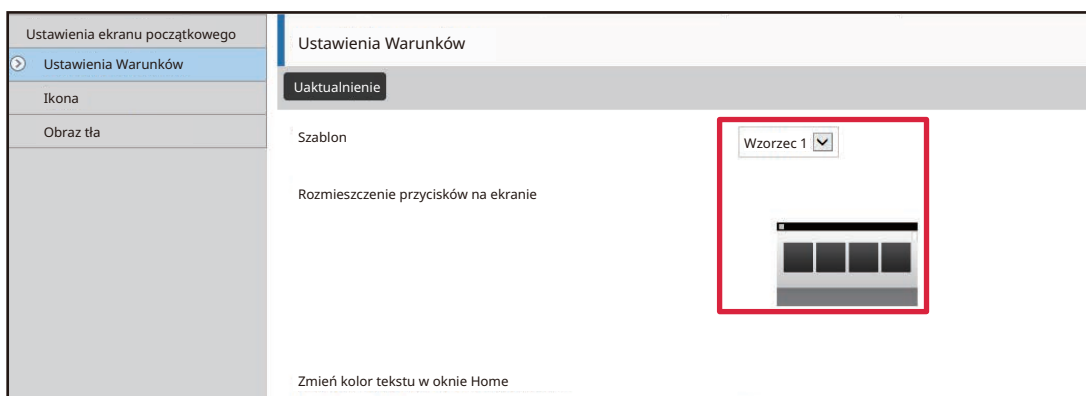 Ustawienia ekranu początkowego
Ustawienia Warunków
Ikona
Obraz tła
Ustawienia Warunków
Uaktualnienie
Szablon
Wzorzec 1
Rozmieszczenie przycisków na ekranie
Zmień kolor tekstu w oknie Home